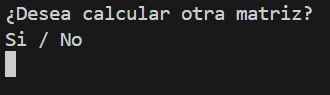 ¿Desea calcular otra matriz?
Si / No